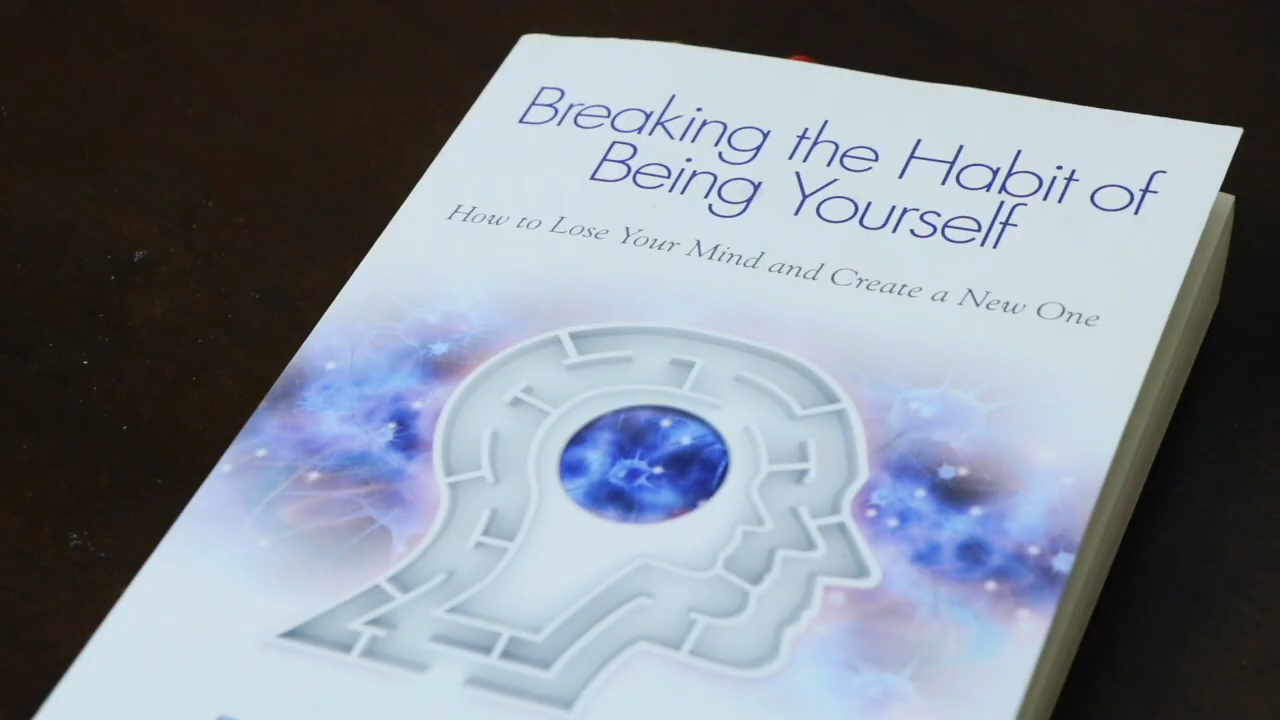 Breaking the Habit of
Being Yourself
How to Lose Your Mind and Create a New One